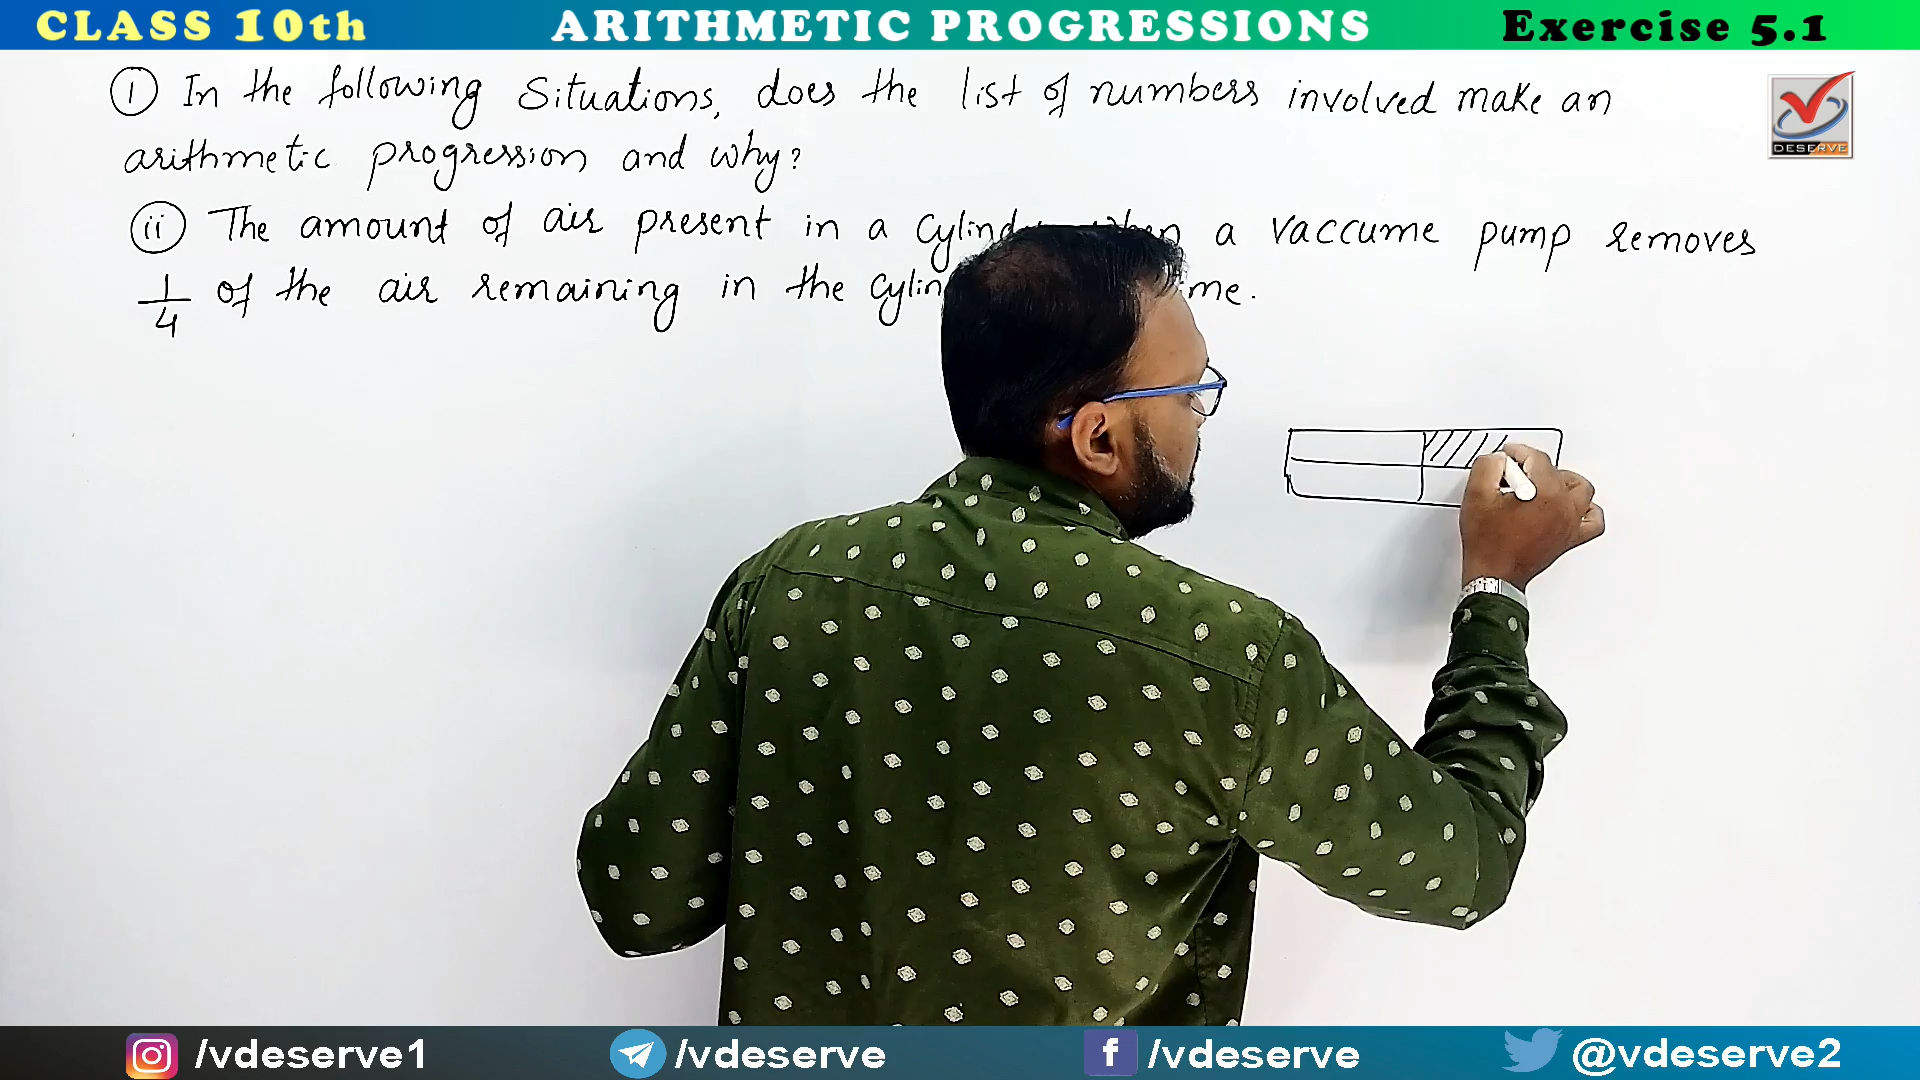 CLASS 10th ARITHMETIC PROGRESSIONS Exercise 5.1
① In the following Situations, does the list of numbers involved make an
arithmetic progression and why?
DESERVE
ⅱ The amount of air present in a Cylind a vaccume pump removes
1/4 of the air remaining in the Cylin me.
/vdeserve1 /vdeserve /vdeserve @vdeserve2